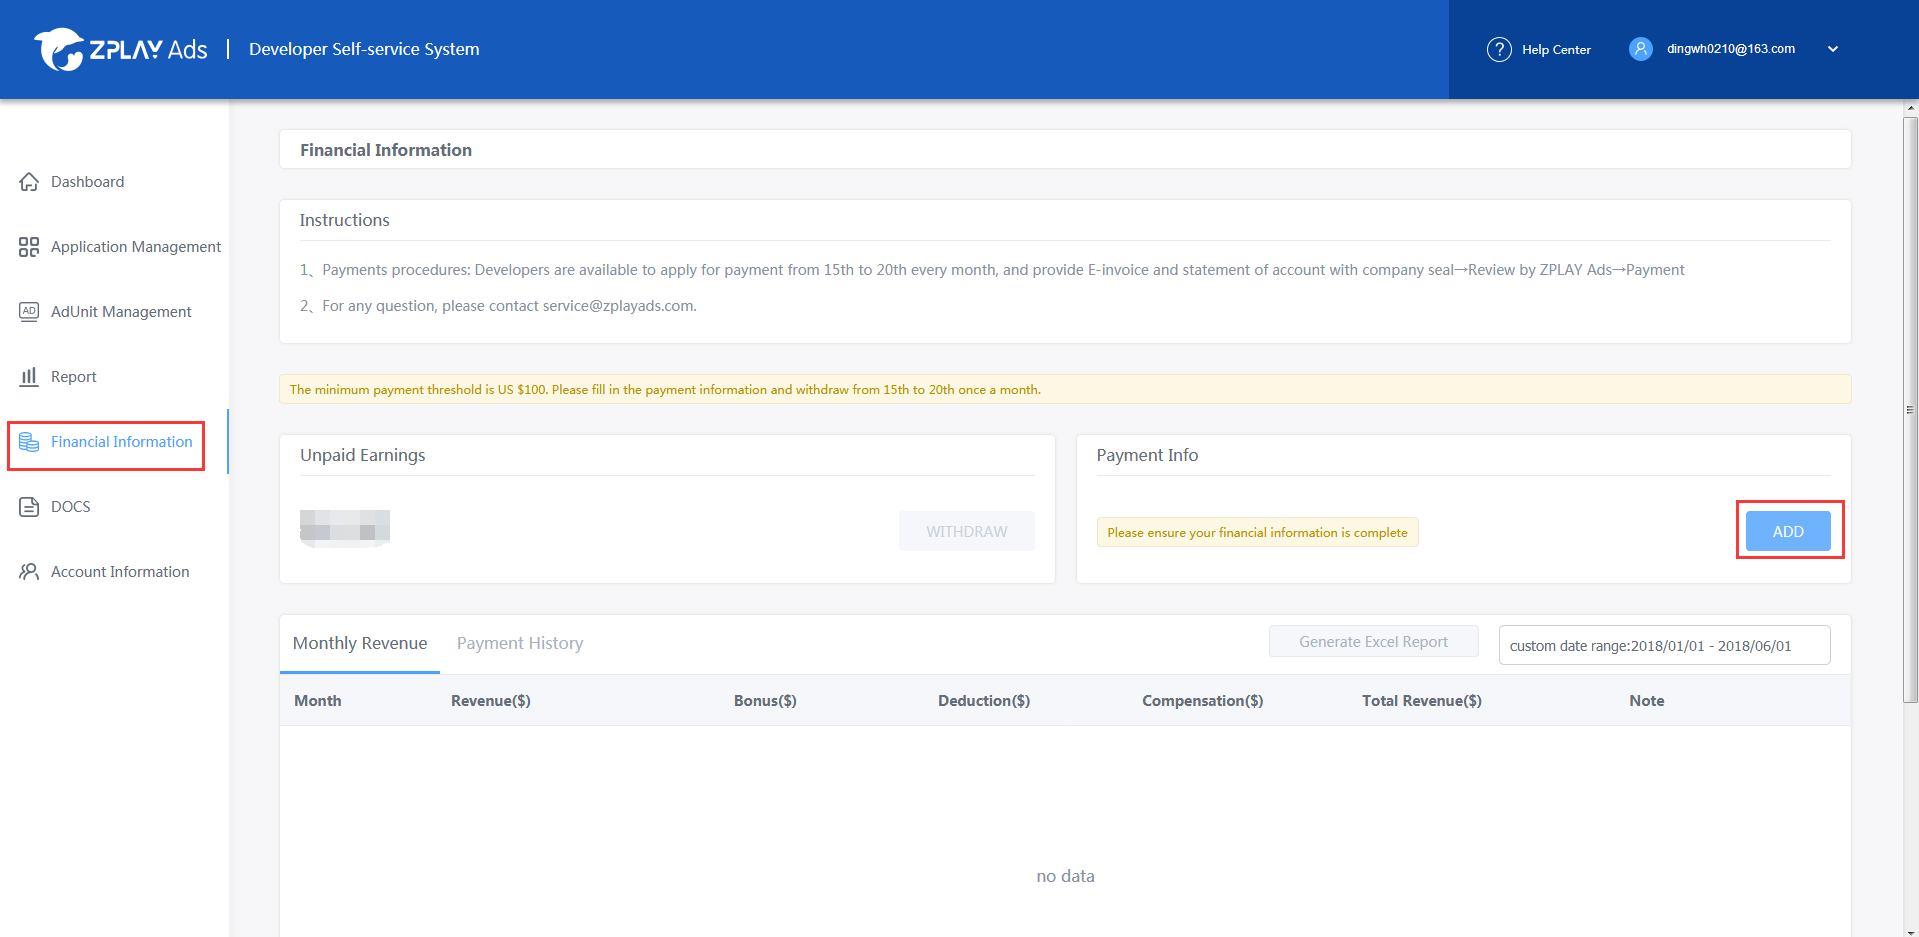 ZPLAY Ads | Developer Self-service System
? Help Center
dingwh0210@163.com
Dashboard
Application Management
AD AdUnit Management
Report
Financial Information
DOCS
Account Information
Financial Information
Instructions
1、Payments procedures: Developers are available to apply for payment from 15th to 20th every month, and provide E-invoice and statement of account with company seal→Review by ZPLAY Ads→Payment
2、For any question, please contact service@zplayads.com.
The minimum payment threshold is US $100. Please fill in the payment information and withdraw from 15th to 20th once a month.
Unpaid Earnings
WITHDRAW
Payment Info
Please ensure your financial information is complete
ADD
Monthly Revenue
Payment History
Generate Excel Report
custom date range:2018/01/01 - 2018/06/01
Month Revenue($) Bonus($) Deduction($) Compensation($) Total Revenue($) Note
no data